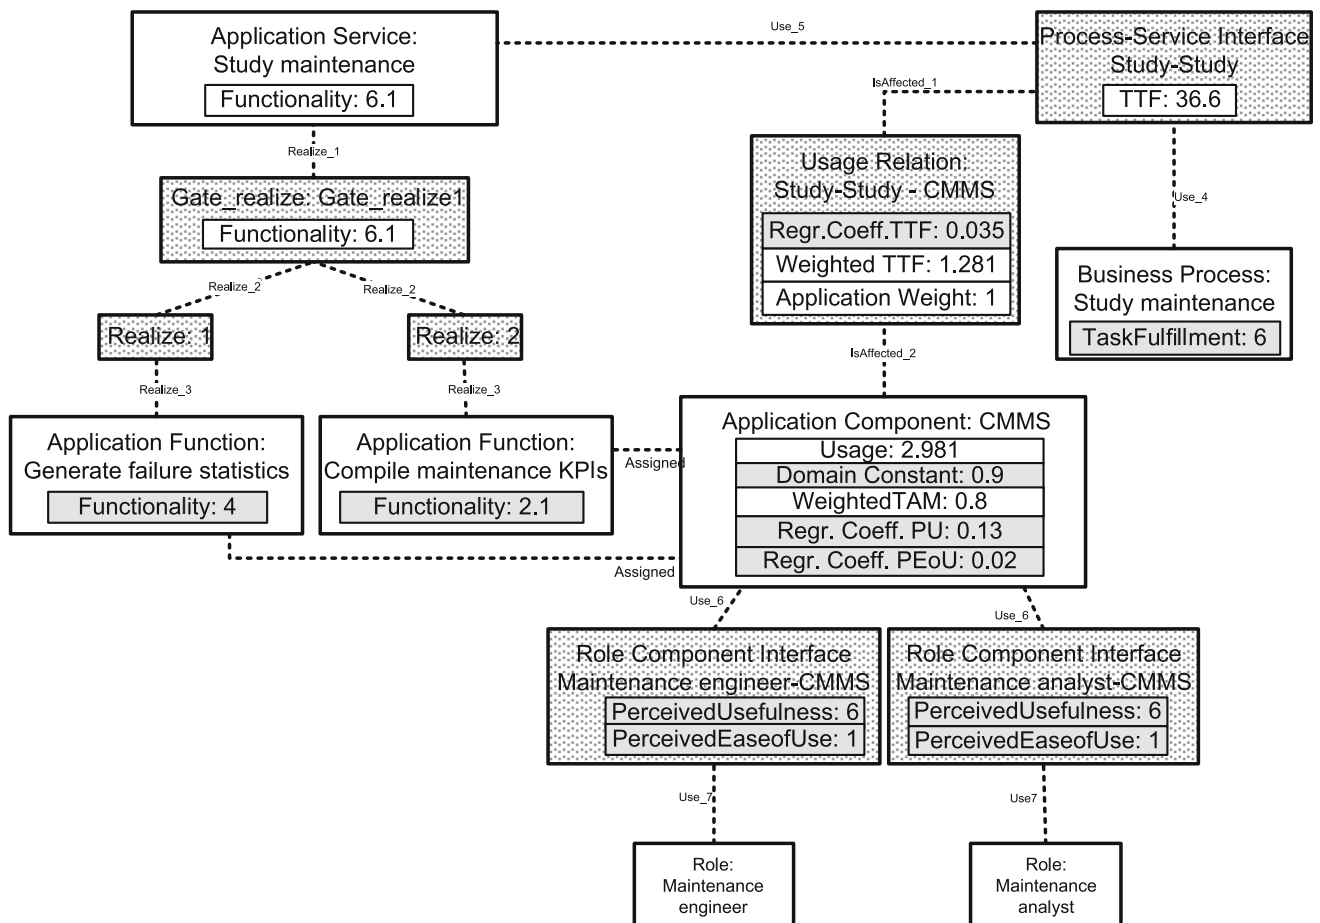 Application Service:
Study maintenance
Functionality: 6.1
Use_5
Process-Service Interface
Study-Study
TTF: 36.6
IsAffected_1
Realize_1
Usage Relation:
Study-Study - CMMS
Regr.Coeff.TTF: 0.035
Weighted TTF: 1.281
Application Weight: 1
Use_4
Gate_realize: Gate_realize1
Functionality: 6.1
Business Process:
Study maintenance
TaskFulfillment: 6
Realize_2
Realize_2
Realize: 1
Realize: 2
IsAffected_2
Realize_3
Realize_3
Application Function:
Generate failure statistics
Functionality: 4
Application Function:
Compile maintenance KPIs
Functionality: 2.1
Assigned
Assigned
Application Component: CMMS
Usage: 2.981
Domain Constant: 0.9
WeightedTAM: 0.8
Regr. Coeff. PU: 0.13
Regr. Coeff. PEoU: 0.02
Use_6
Use_6
Role Component Interface
Maintenance engineer-CMMS
PerceivedUsefulness: 6
PerceivedEaseofUse: 1
Role Component Interface
Maintenance analyst-CMMS
PerceivedUsefulness: 6
PerceivedEaseofUse: 1
Use_7
Use7
Role:
Maintenance
engineer
Role:
Maintenance
analyst